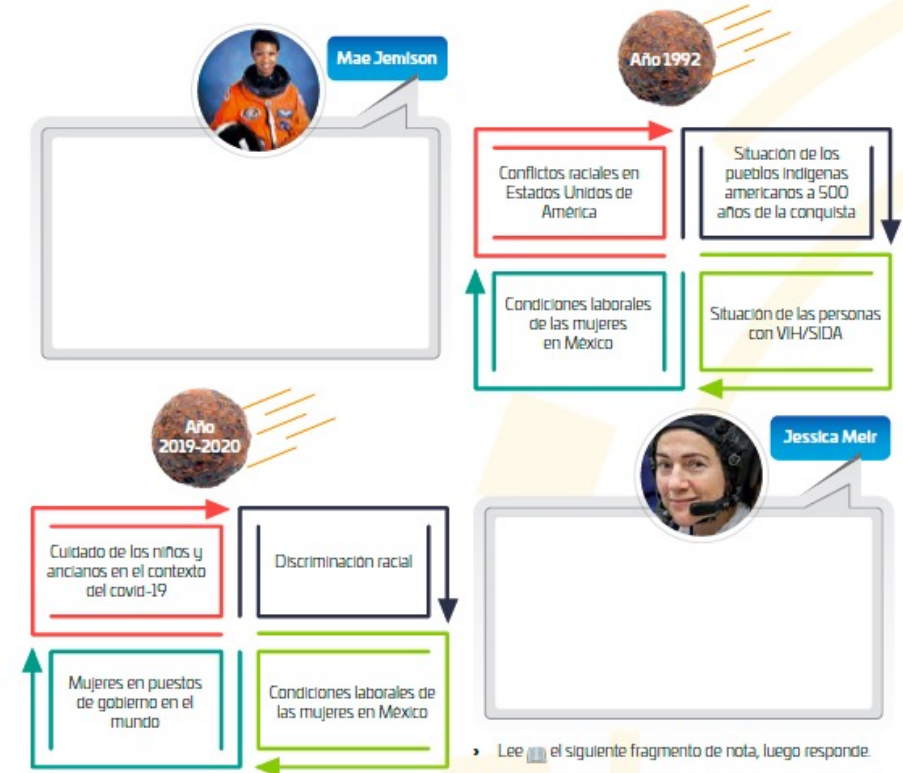 Mae Jemison
Año 1992
Conflictos raciales en
Estados Unidos de
América
Situación de los
pueblos indígenas
americanos a 500
años de la conquista
Condiciones laborales
de las mujeres
en México
Situación de las personas
con VIH/SIDA
Año
2019-2020
Jessica Meir
Cuidado de los niños y
ancianos en el contexto
del covid-19
Discriminación racial
Mujeres en puestos
de gobierno en el
mundo
Condiciones laborales de
las mujeres en México
› Lee el siguiente fragmento de nota, luego responde.